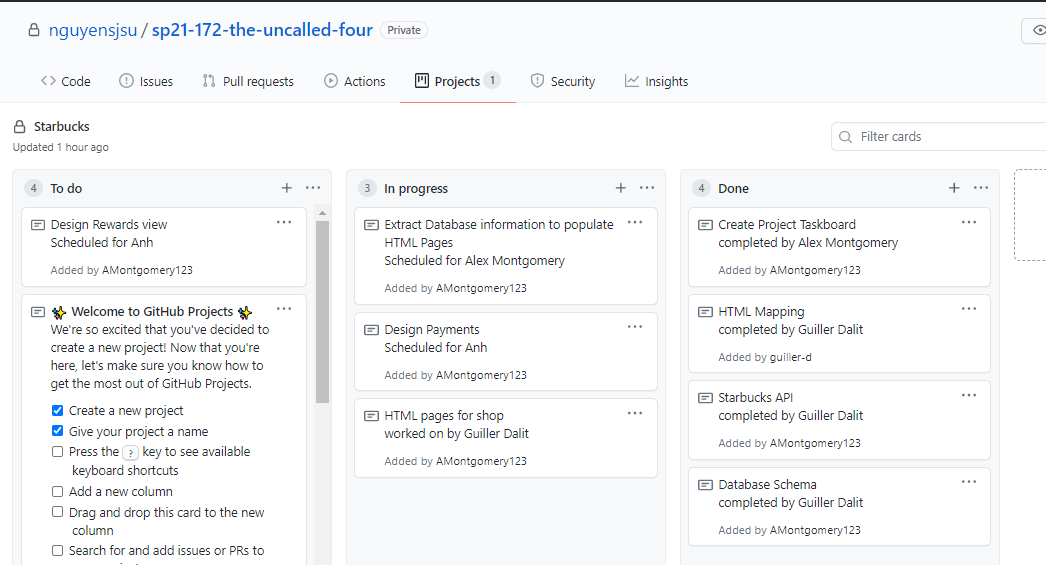 nguyensjsu / sp21-172-the-uncalled-four Private
Code Issues Pull requests Actions Projects 1 Security Insights
Starbucks
Updated 1 hour ago
Filter cards
4 To do
Design Rewards view
Scheduled for Anh
Added by AMontgomery123
✨ Welcome to GitHub Projects ✨
We're so excited that you've decided to
create a new project! Now that you're
here, let's make sure you know how to
get the most out of GitHub Projects.
Create a new project
Give your project a name
Press the ? key to see available
keyboard shortcuts
Add a new column
Drag and drop this card to the new
column
Search for and add issues or PRs to
3 In progress
Extract Database information to populate
HTML Pages
Scheduled for Alex Montgomery
Added by AMontgomery123
Design Payments
Scheduled for Anh
Added by AMontgomery123
HTML pages for shop
worked on by Guiller Dalit
Added by AMontgomery123
4 Done
Create Project Taskboard
completed by Alex Montgomery
Added by AMontgomery123
HTML Mapping
completed by Guiller Dalit
Added by guiller-d
Starbucks API
completed by Guiller Dalit
Added by AMontgomery123
Database Schema
completed by Guiller Dalit
Added by AMontgomery123